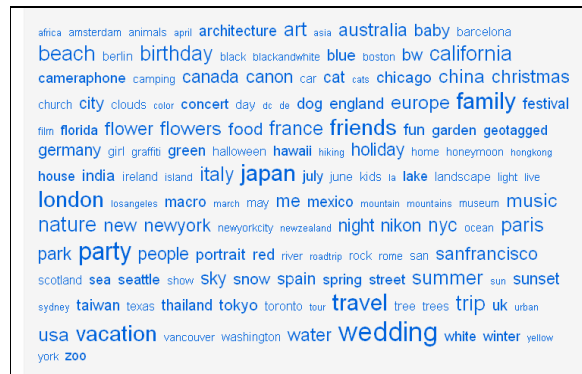 africa amsterdam animals april architecture art asia australia baby barcelona
beach berlin birthday black blackandwhite blue boston bw california
cameraphone camping canada canon car cat cats chicago china christmas
church city clouds color concert day dc de dog england europe family festival
film florida flower flowers food france friends fun garden geotagged
germany girl graffiti green halloween hawaii hiking holiday home honeymoon hongkong
house india ireland island italy japan july june kids la lake landscape light live
london losangeles macro march may me mexico mountain mountains museum music
nature new newyork newyorkcity newzealand night nikon nyc ocean paris
park party people portrait red river roadtrip rock rome san sanfrancisco
scotland sea seattle show sky snow spain spring street summer sun sunset
sydney taiwan texas thailand tokyo toronto tour travel tree trees trip uk urban
usa vacation vancouver washington water wedding white winter yellow
york zoo